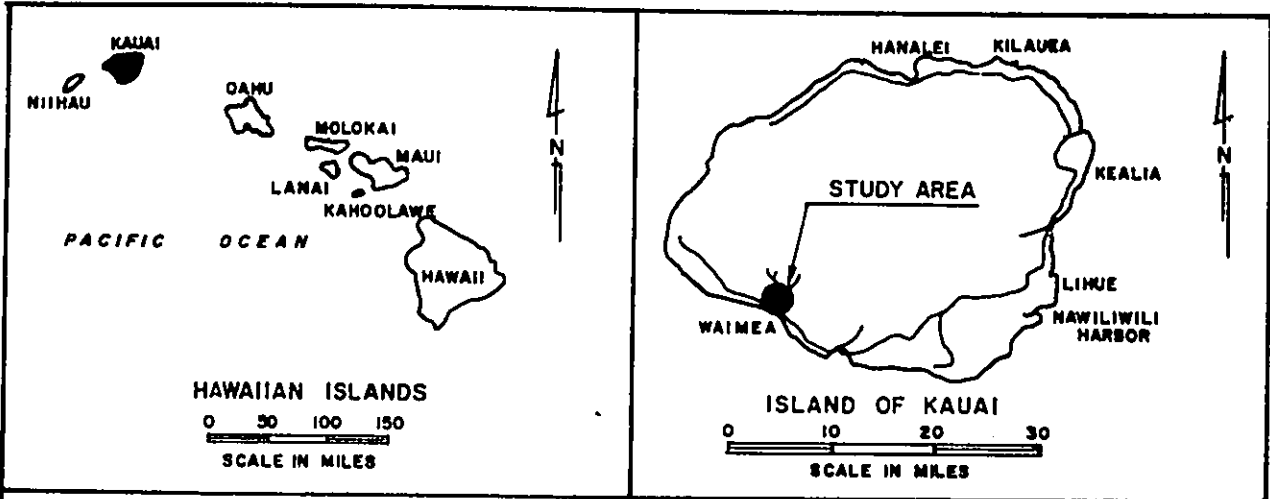 KAUAI
NIIHAU
OAHU
MOLOKAI
MAUI
LANAI
KAHOOLAWE
N
PACIFIC OCEAN
HAWAII
HAWAIIAN ISLANDS
0 50 100 150
SCALE IN MILES
HANALEI KILAUEA
N
KEALIA
STUDY AREA
LIHUE
WAIMEA
NAWILIWILI
HARBOR
ISLAND OF KAUAI
0 10 20 30
SCALE IN MILES